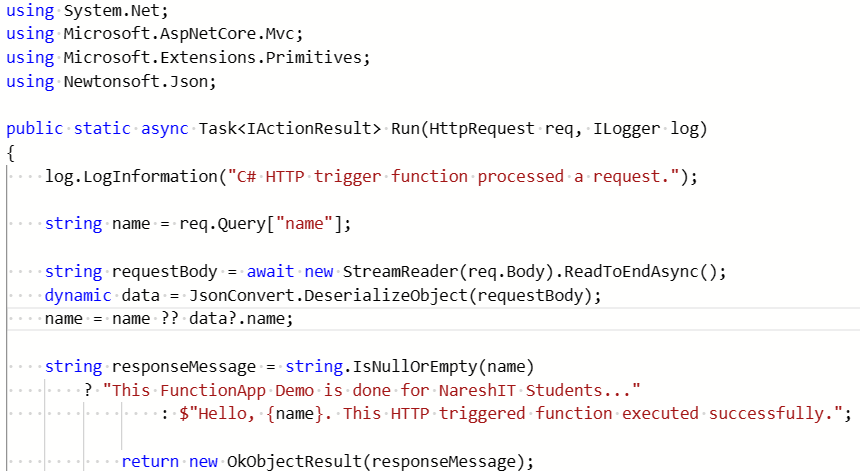 using System.Net;
using Microsoft.AspNetCore.Mvc;
using Microsoft.Extensions.Primitives;
using Newtonsoft.Json;
public static async Task<IActionResult> Run(HttpRequest req, ILogger log)
{
log.LogInformation("C# HTTP trigger function processed a request.");
string name = req.Query["name"];
string requestBody = await new StreamReader(req.Body).ReadToEndAsync();
dynamic data = JsonConvert.DeserializeObject(requestBody);
name = name ?? data?.name;
string responseMessage = string.IsNullOrEmpty(name)
? "This FunctionApp Demo is done for NareshIT Students..."
: $"Hello, {name}. This HTTP triggered function executed successfully.";
return new OkObjectResult(responseMessage);